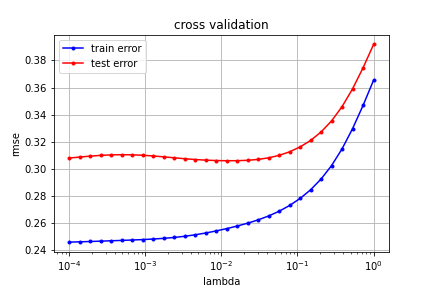 cross validation
train error
test error
rmse
0.38
0.36
0.34
0.32
0.30
0.28
0.26
0.24
10⁻⁴ 10⁻³ 10⁻² 10⁻¹ 10⁰
lambda